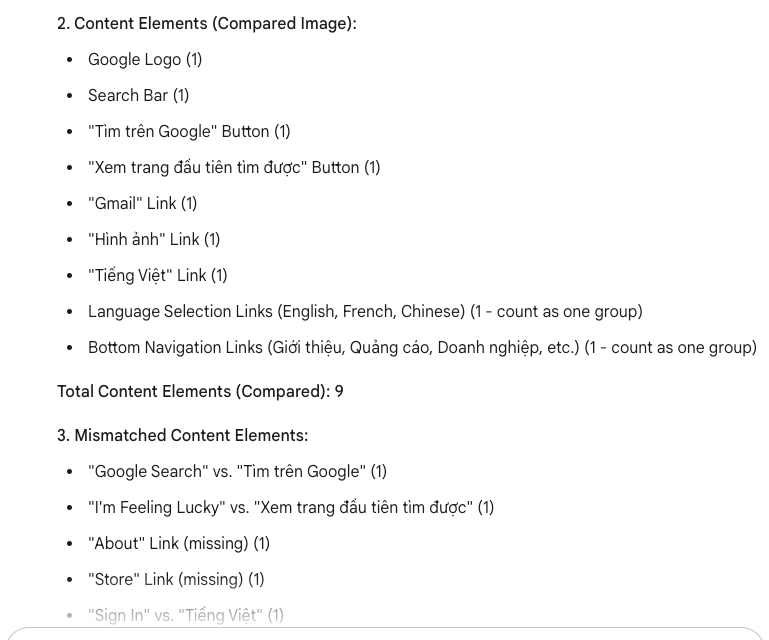 2. Content Elements (Compared Image):
• Google Logo (1)
• Search Bar (1)
• "Tìm trên Google" Button (1)
• "Xem trang đầu tiên tìm được" Button (1)
• "Gmail" Link (1)
• "Hình ảnh" Link (1)
• "Tiếng Việt" Link (1)
• Language Selection Links (English, French, Chinese) (1 - count as one group)
• Bottom Navigation Links (Giới thiệu, Quảng cáo, Doanh nghiệp, etc.) (1 - count as one group)
Total Content Elements (Compared): 9
3. Mismatched Content Elements:
• "Google Search" vs. "Tìm trên Google" (1)
• "I'm Feeling Lucky" vs. "Xem trang đầu tiên tìm được" (1)
• "About" Link (missing) (1)
• "Store" Link (missing) (1)
• "Sign In" vs. "Tiếng Việt" (1)